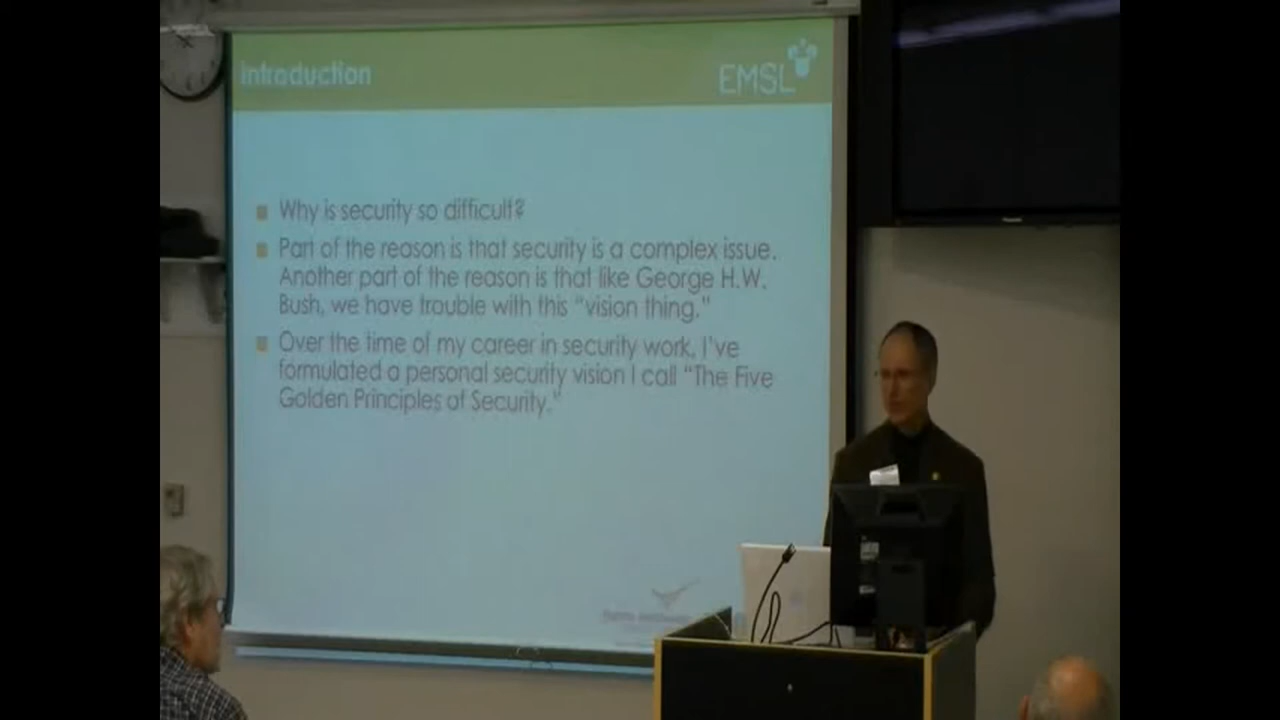 Introduction
EMSL
Why is security so difficult?
Part of the reason is that security is a complex issue.
Another part of the reason is that like George H.W.
Bush, we have trouble with this “vision thing.”
Over the time of my career in security work, I've
formulated a personal security vision I call “The Five
Golden Principles of Security.”